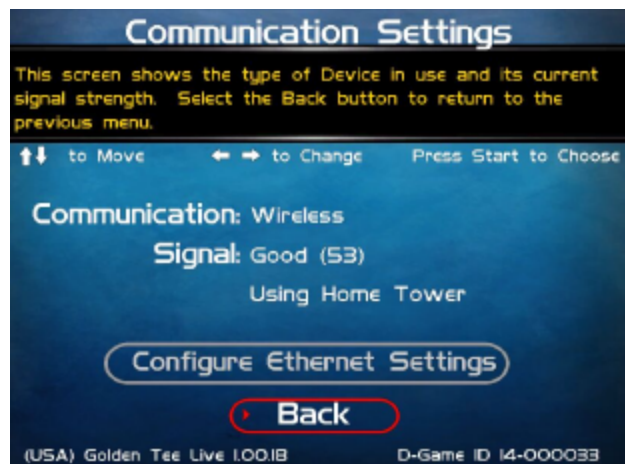 Communication Settings
This screen shows the type of Device in use and its current
signal strength. Select the Back button to return to the
previous menu.
↑↓ to Move ← → to Change Press Start to Choose
Communication: Wireless
Signal: Good (53)
Using Home Tower
Configure Ethernet Settings
Back
(USA) Golden Tee Live 1.00.18 D-Game ID 14-000033